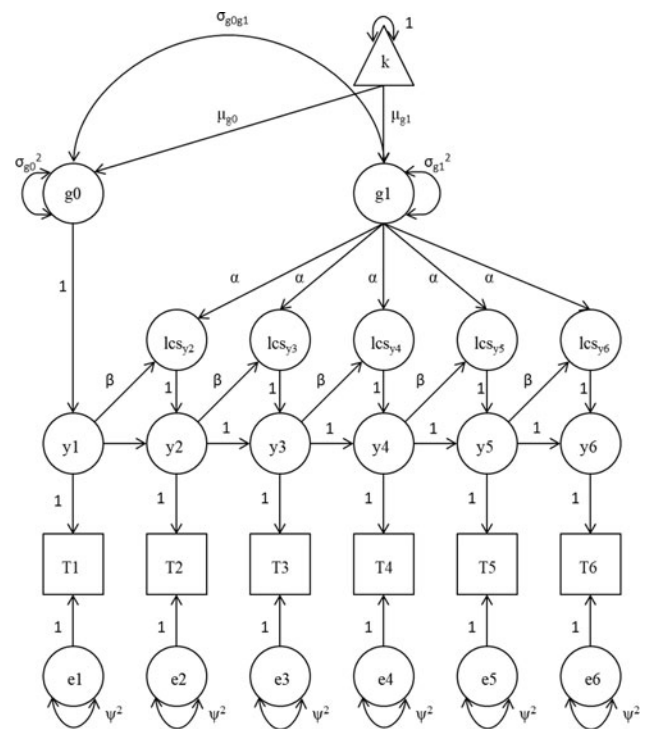 σg0g1
1
k
μg0 μg1
σg0² σg1²
g0 g1
1 α α α α α
lcsy2 lcsy3 lcsy4 lcsy5 lcsy6
β 1 β 1 β 1 β 1 β 1
y1 y2 1 y3 1 y4 1 y5 1 y6
1 1 1 1 1 1
T1 T2 T3 T4 T5 T6
1 1 1 1 1 1
e1 e2 e3 e4 e5 e6
ψ² ψ² ψ² ψ² ψ² ψ²